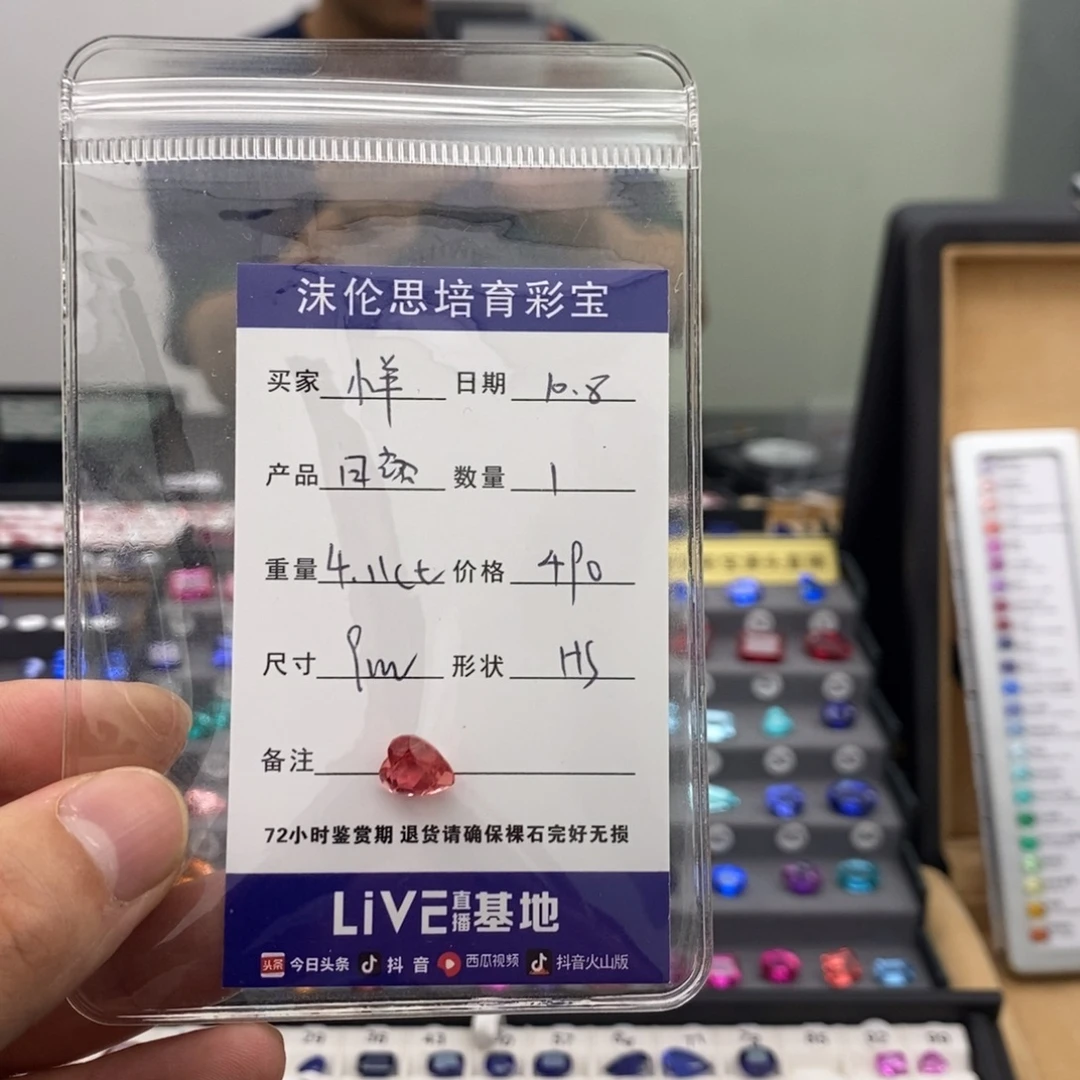 沫伦思培育彩宝
买家 小羊 日期 10.8
产品 日落 数量 1
重量 4.11ct 价格 490
尺寸 9m 形状 HS
备注
72小时鉴赏期 退货请确保裸石完好无损
LiVE直播基地
头条 今日头条 抖音 西瓜视频 抖音火山版